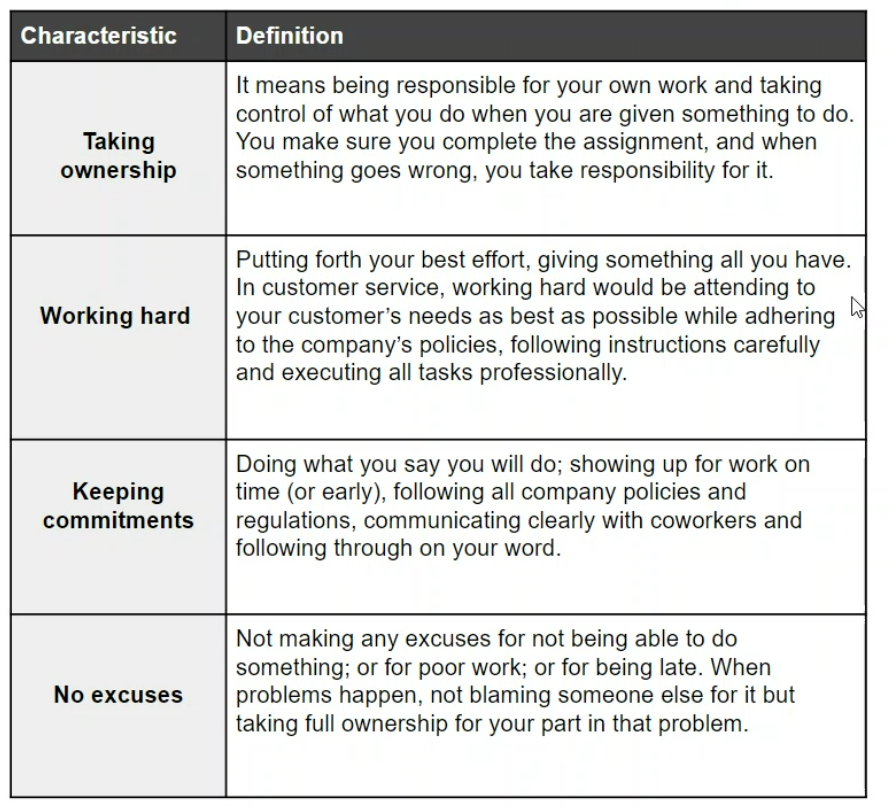 Characteristic
Definition
Taking
ownership
It means being responsible for your own work and taking
control of what you do when you are given something to do.
You make sure you complete the assignment, and when
something goes wrong, you take responsibility for it.
Working hard
Putting forth your best effort, giving something all you have.
In customer service, working hard would be attending to
your customer’s needs as best as possible while adhering
to the company’s policies, following instructions carefully
and executing all tasks professionally.
Keeping
commitments
Doing what you say you will do; showing up for work on
time (or early), following all company policies and
regulations, communicating clearly with coworkers and
following through on your word.
No excuses
Not making any excuses for not being able to do
something; or for poor work; or for being late. When
problems happen, not blaming someone else for it but
taking full ownership for your part in that problem.